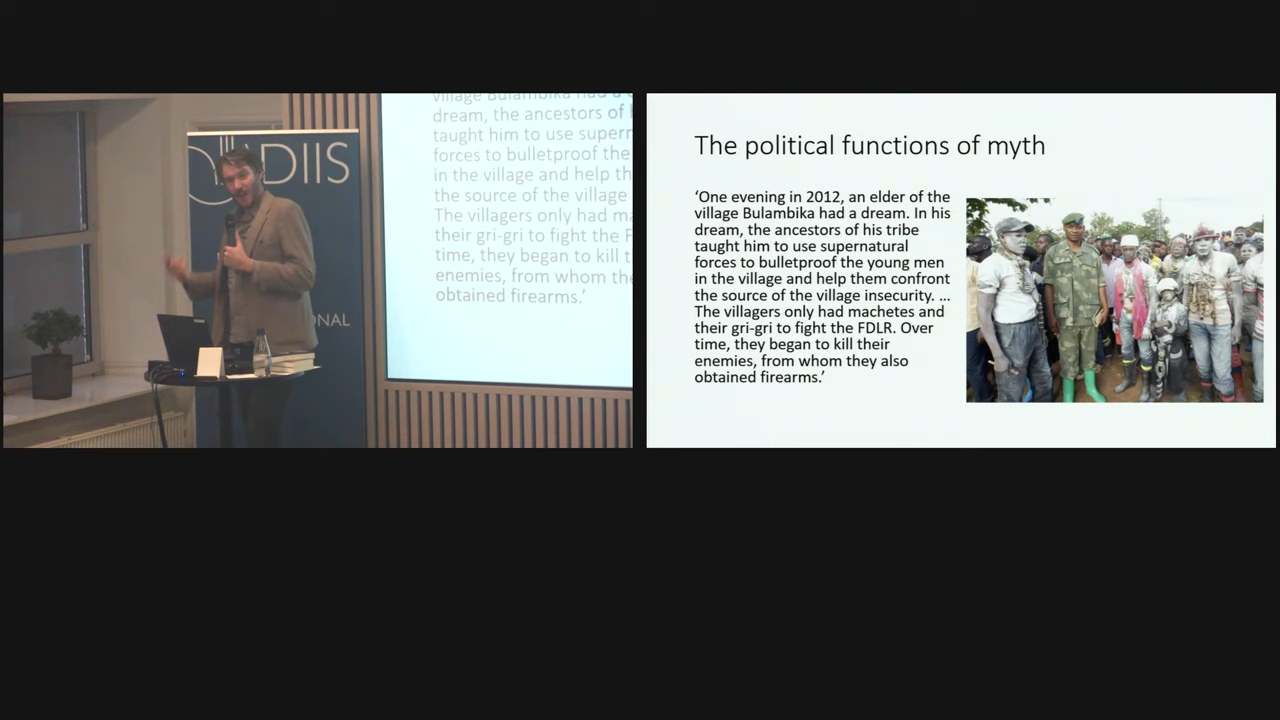 village Bulambika had a
dream, the ancestors of
taught him to use supern
forces to bulletproof the
in the village and help th
the source of the village
The villagers only had ma
their gri-gri to fight the F
time, they began to kill t
enemies, from whom the
obtained firearms.’
DIIS
ONAL
The political functions of myth
‘One evening in 2012, an elder of the
village Bulambika had a dream. In his
dream, the ancestors of his tribe
taught him to use supernatural
forces to bulletproof the young men
in the village and help them confront
the source of the village insecurity. ...
The villagers only had machetes and
their gri-gri to fight the FDLR. Over
time, they began to kill their
enemies, from whom they also
obtained firearms.’